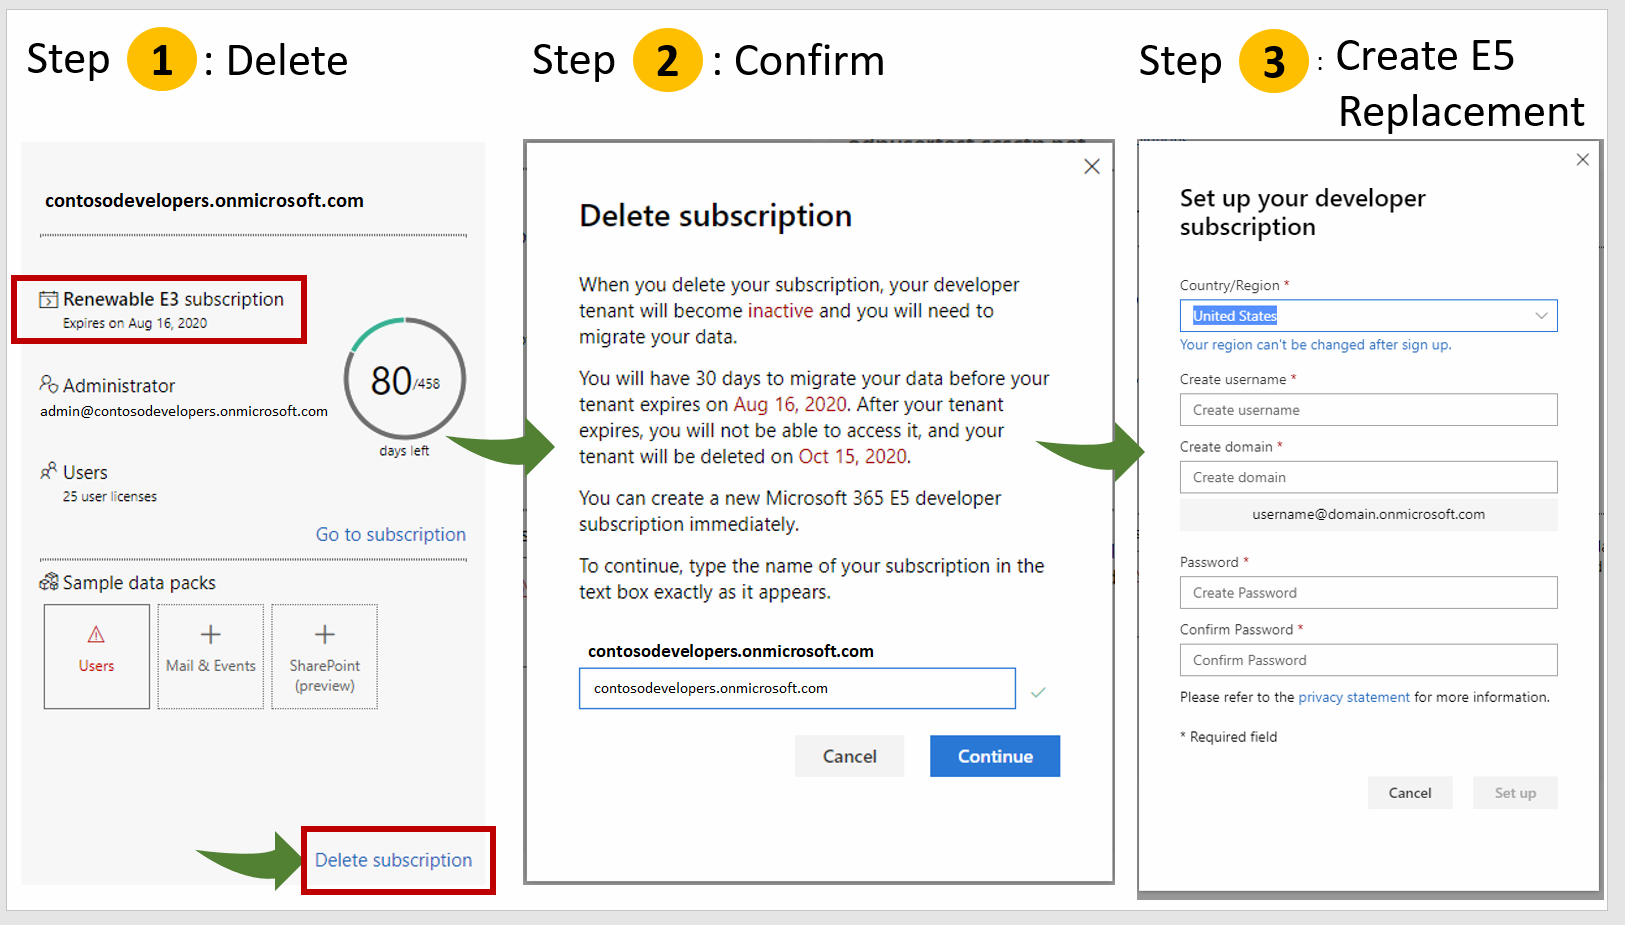 Step 1 : Delete
contosodevelopers.onmicrosoft.com
Renewable E3 subscription
Expires on Aug 16, 2020
80/458
days left
Administrator
admin@contosodevelopers.onmicrosoft.com
Users
25 user licenses
Go to subscription
Sample data packs
Users
Mail & Events
SharePoint
(preview)
Delete subscription
Step 2 : Confirm
Delete subscription
When you delete your subscription, your developer
tenant will become inactive and you will need to
migrate your data.
You will have 30 days to migrate your data before your
tenant expires on Aug 16, 2020. After your tenant
expires, you will not be able to access it, and your
tenant will be deleted on Oct 15, 2020.
You can create a new Microsoft 365 E5 developer
subscription immediately.
To continue, type the name of your subscription in the
text box exactly as it appears.
contosodevelopers.onmicrosoft.com
contosodevelopers.onmicrosoft.com
Cancel
Continue
Step 3 : Create E5
Replacement
Set up your developer
subscription
Country/Region *
United States
Your region can't be changed after sign up.
Create username *
Create username
Create domain *
Create domain
username@domain.onmicrosoft.com
Password *
Create Password
Confirm Password *
Confirm Password
Please refer to the privacy statement for more information.
* Required field
Cancel
Set up